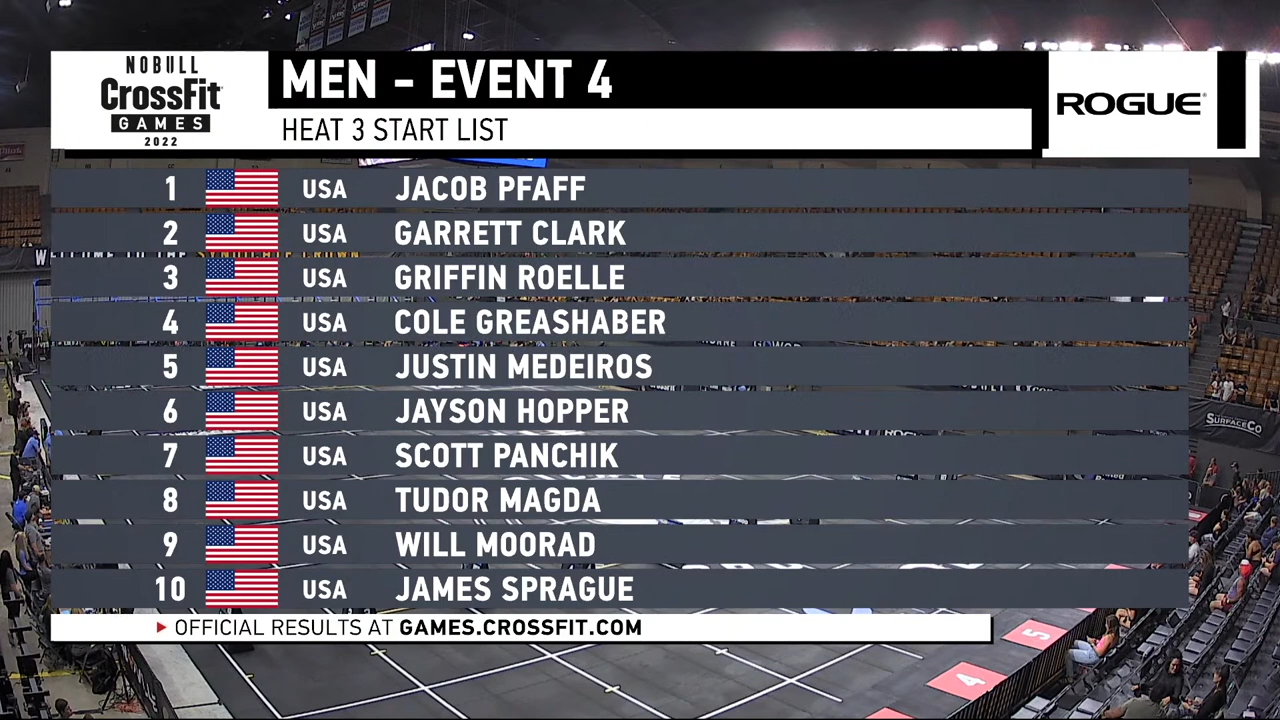 NOBULL
CrossFit
GAMES
2022
MEN - EVENT 4
HEAT 3 START LIST
ROGUE
1 USA JACOB PFAFF
2 USA GARRETT CLARK
3 USA GRIFFIN ROELLE
4 USA COLE GREASHABER
5 USA JUSTIN MEDEIROS
6 USA JAYSON HOPPER
7 USA SCOTT PANCHIK
8 USA TUDOR MAGDA
9 USA WILL MOORAD
10 USA JAMES SPRAGUE
OFFICIAL RESULTS AT GAMES.CROSSFIT.COM
SURFACECO
5
4